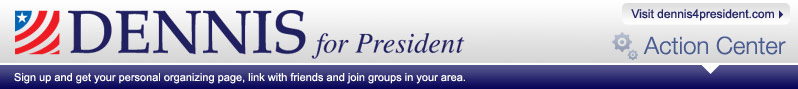 Visit dennis4president.com
DENNIS for President
Action Center
Sign up and get your personal organizing page, link with friends and join groups in your area.